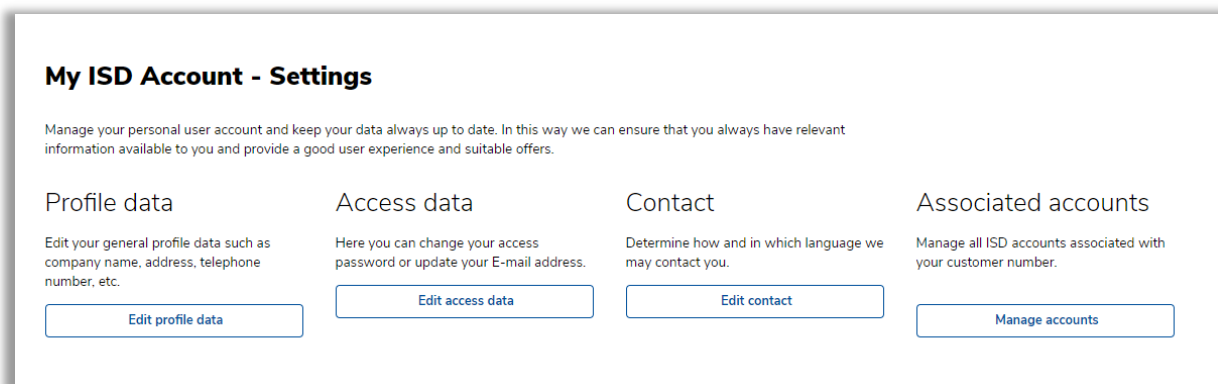 My ISD Account - Settings
Manage your personal user account and keep your data always up to date. In this way we can ensure that you always have relevant
information available to you and provide a good user experience and suitable offers.
Profile data
Edit your general profile data such as
company name, address, telephone
number, etc.
Edit profile data
Access data
Here you can change your access
password or update your E-mail address.
Edit access data
Contact
Determine how and in which language we
may contact you.
Edit contact
Associated accounts
Manage all ISD accounts associated with
your customer number.
Manage accounts